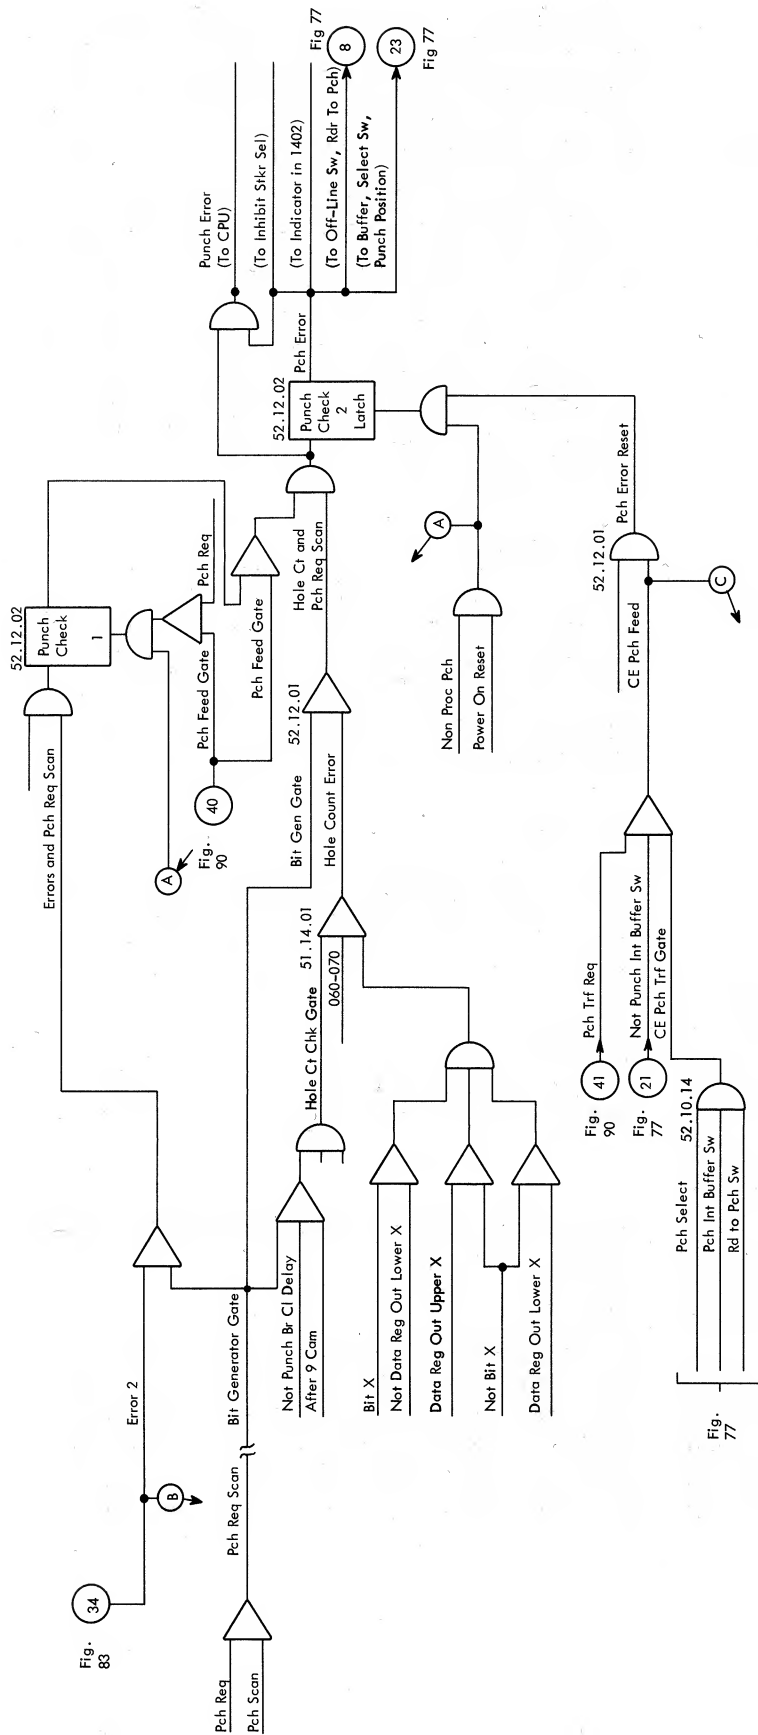 Fig 77
8
23
Fig 77
Punch Error
(To CPU)
(To Inhibit Stkr Sel)
(To Indicator in 1402)
(To Off-Line Sw, Rdr To Pch)
(To Buffer, Select Sw,
Punch Position)
Pch Error
52.12.02
Punch
Check
2
Latch
52.12.02
Punch
Check
1
Errors and Pch Req Scan
Pch Req
Pch Feed Gate
Pch Feed Gate
A
Fig.
90
40
Hole Ct and
Pch Req Scan
52.12.01
Bit Gen Gate
Hole Count Error
A
Non Proc Pch
Power On Reset
Pch Error Reset
52.12.01
CE Pch Feed
C
51.14.01
Hole Ct Chk Gate
060-070
Pch Trf Req
Not Punch Int Buffer Sw
CE Pch Trf Gate
Fig.
90
41
Fig.
77
21
52.10.14
Pch Select
Pch Int Buffer Sw
Rd to Pch Sw
Fig.
77
Error 2
B
34
Fig.
83
Bit Generator Gate
Pch Req Scan
Pch Req
Pch Scan
Not Punch Br Cl Delay
After 9 Cam
Bit X
Not Data Reg Out Lower X
Data Reg Out Upper X
Not Bit X
Data Reg Out Lower X